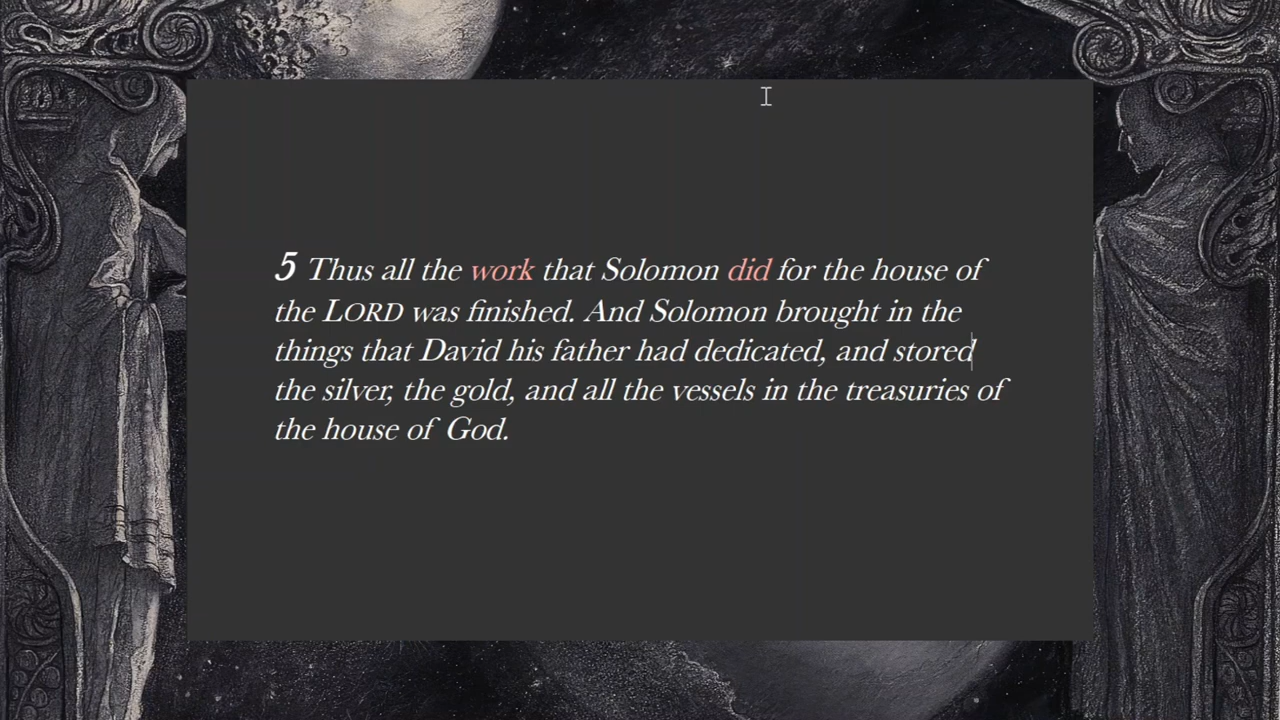 5 Thus all the work that Solomon did for the house of
the LORD was finished. And Solomon brought in the
things that David his father had dedicated, and stored
the silver, the gold, and all the vessels in the treasuries of
the house of God.